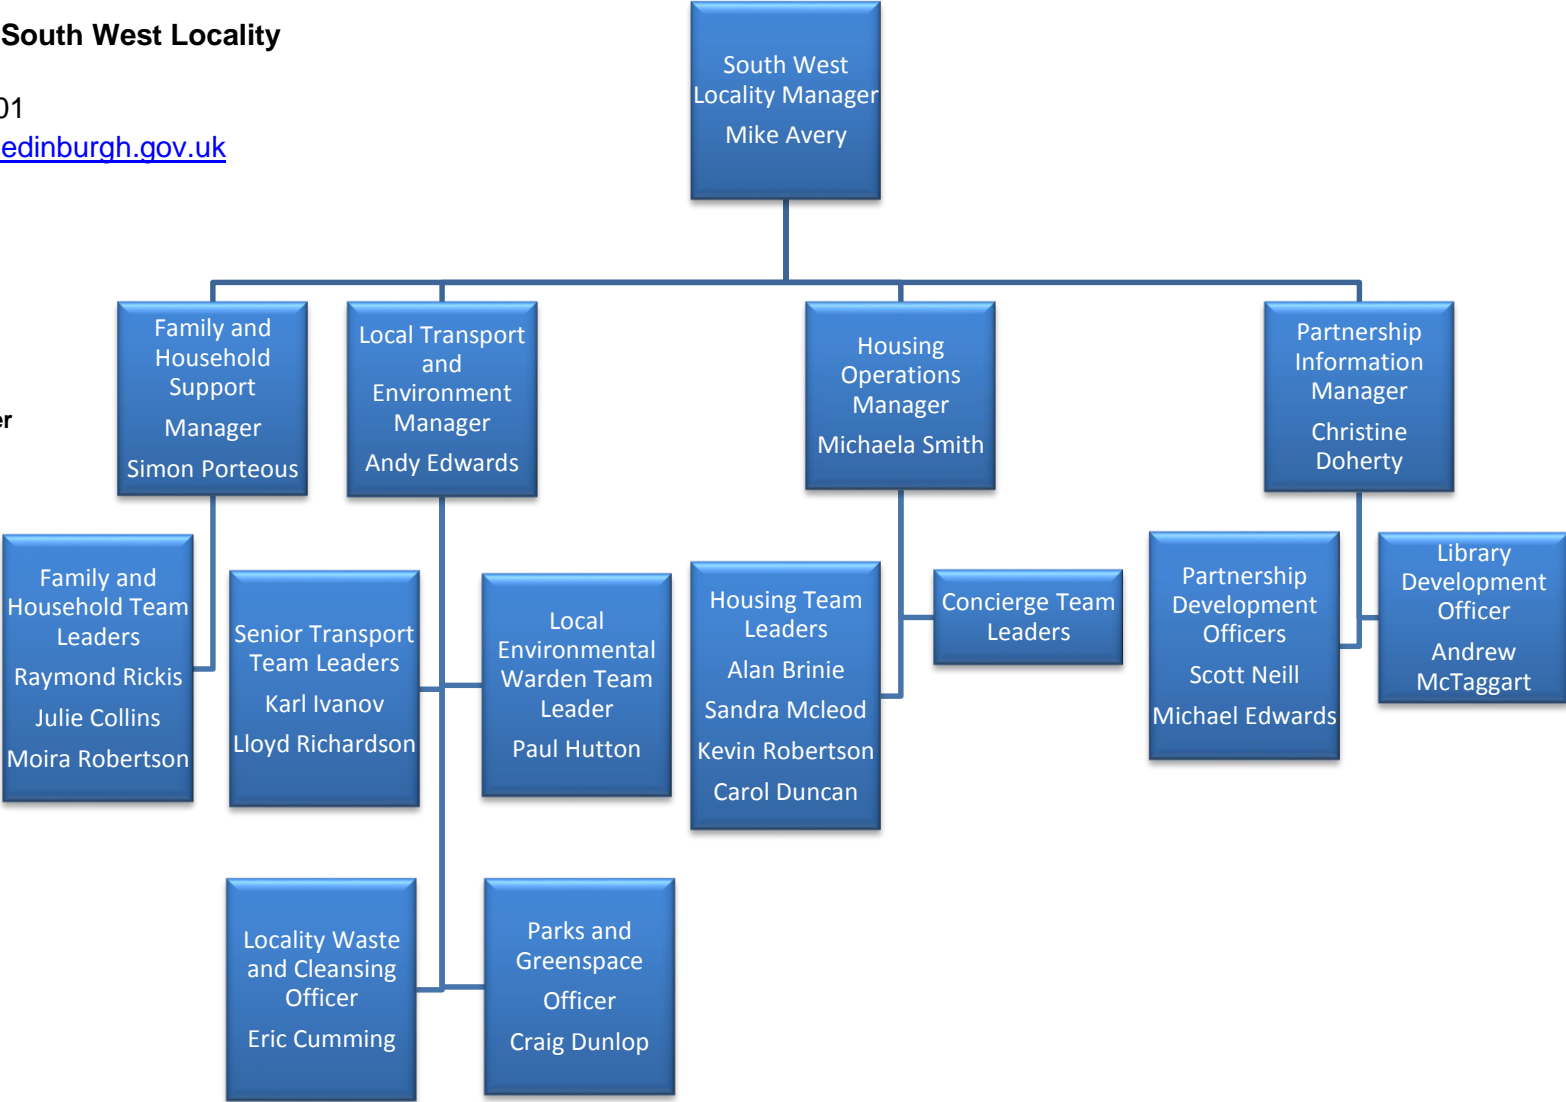 South West Locality
01
edinburgh.gov.uk
er
South West
Locality Manager
Mike Avery
Family and
Household
Support
Manager
Simon Porteous
Local Transport
and
Environment
Manager
Andy Edwards
Housing
Operations
Manager
Michaela Smith
Partnership
Information
Manager
Christine
Doherty
Family and
Household Team
Leaders
Raymond Rickis
Julie Collins
Moira Robertson
Senior Transport
Team Leaders
Karl Ivanov
Lloyd Richardson
Local
Environmental
Warden Team
Leader
Paul Hutton
Locality Waste
and Cleansing
Officer
Eric Cumming
Parks and
Greenspace
Officer
Craig Dunlop
Housing Team
Leaders
Alan Brinie
Sandra Mcleod
Kevin Robertson
Carol Duncan
Concierge Team
Leaders
Partnership
Development
Officers
Scott Neill
Michael Edwards
Library
Development
Officer
Andrew
McTaggart